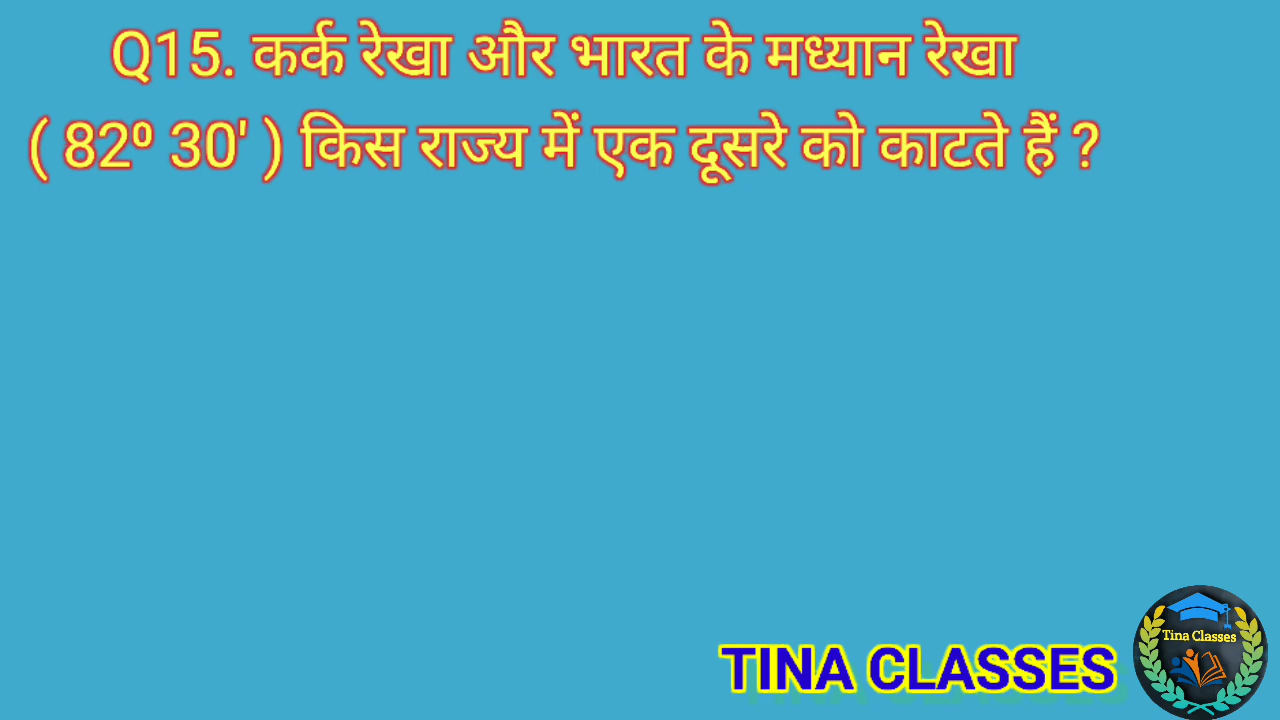 Q15. कर्क रेखा और भारत के मध्यान रेखा
( 82º 30' ) किस राज्य में एक दूसरे को काटते हैं ?
Tina Classes
TINA CLASSES